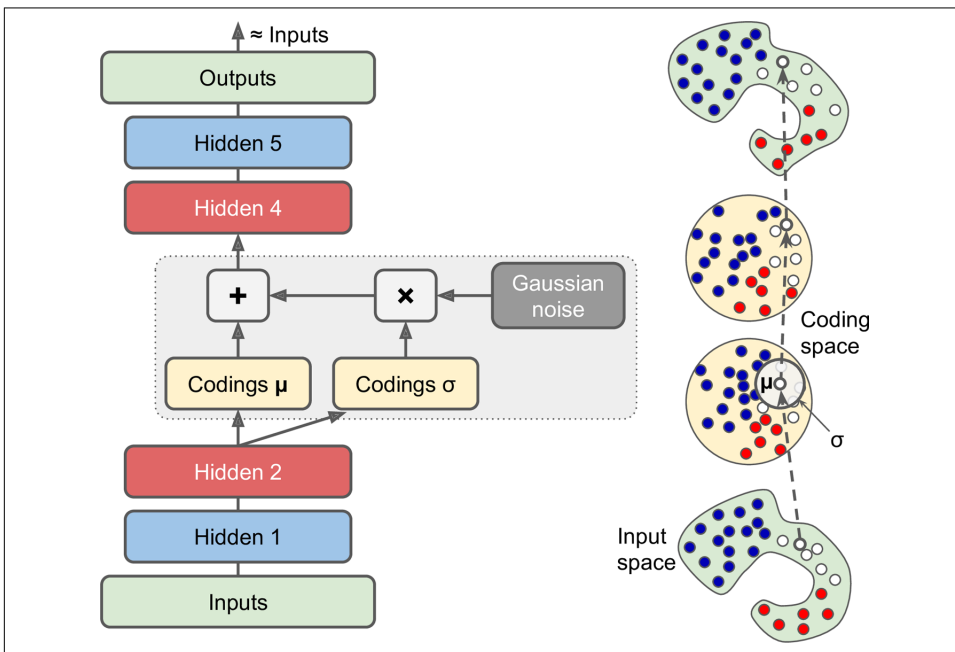 ≈ Inputs
Outputs
Hidden 5
Hidden 4
+
×
Gaussian
noise
Codings μ
Codings σ
Hidden 2
Hidden 1
Inputs
Coding
space
μ
σ
Input
space